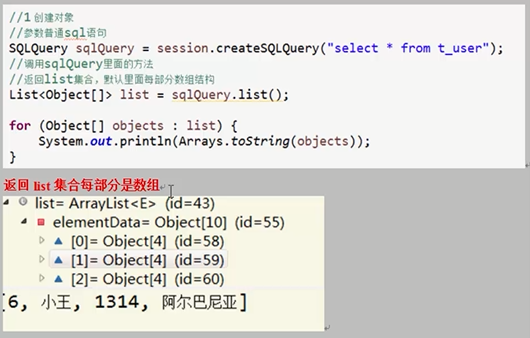 //1 创建对象
//参数普通sql语句
SQLQuery sqlQuery = session.createSQLQuery("select * from t_user");
//调用sqlQuery里面的方法
//返回list集合，默认里面每部分数组结构
List<Object[]> list = sqlQuery.list();
for (Object[] objects : list) {
System.out.println(Arrays.toString(objects));
}
返回 list 集合每部分是数组
list= ArrayList<E> (id=43)
elementData= Object[10] (id=55)
[0]= Object[4] (id=58)
[1]= Object[4] (id=59)
[2]= Object[4] (id=60)
[6, 小王, 1314, 阿尔巴尼亚]